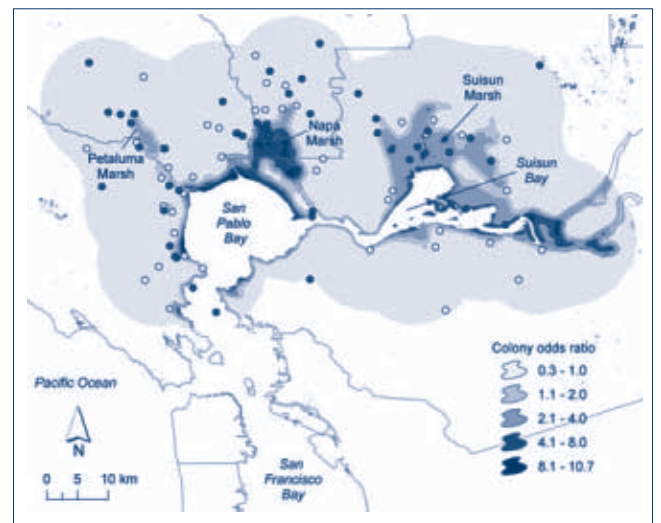 Suisun
Marsh
Napa
Marsh
Petaluma
Marsh
Suisun
Bay
San
Pablo
Bay
Colony odds ratio
0.3 - 1.0
1.1 - 2.0
2.1 - 4.0
4.1 - 8.0
8.1 - 10.7
Pacific Ocean
N
0 5 10 km
San
Francisco
Bay